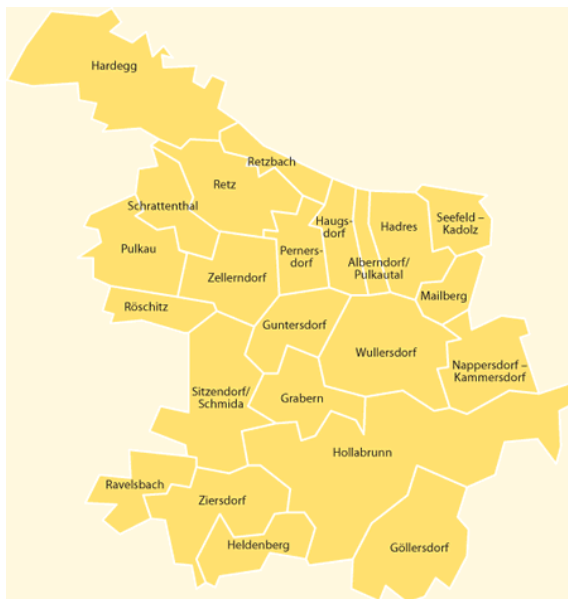 Hardegg
Retzbach
Retz
Schrattenthal
Haugs-
dorf
Hadres
Seefeld –
Kadolz
Pulkau
Perners-
dorf
Zellerndorf
Alberndorf/
Pulkautal
Mailberg
Röschitz
Guntersdorf
Wullersdorf
Nappersdorf –
Kammersdorf
Sitzendorf/
Schmida
Grabern
Hollabrunn
Ravelsbach
Ziersdorf
Heldenberg
Göllersdorf